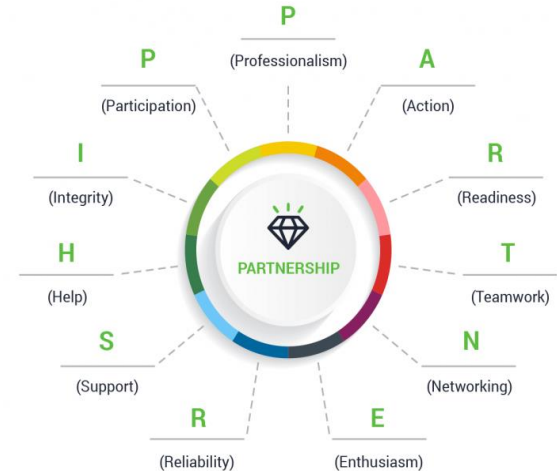 P
(Professionalism)
A
(Action)
R
(Readiness)
T
(Teamwork)
N
(Networking)
E
(Enthusiasm)
R
(Reliability)
S
(Support)
H
(Help)
I
(Integrity)
P
(Participation)
PARTNERSHIP